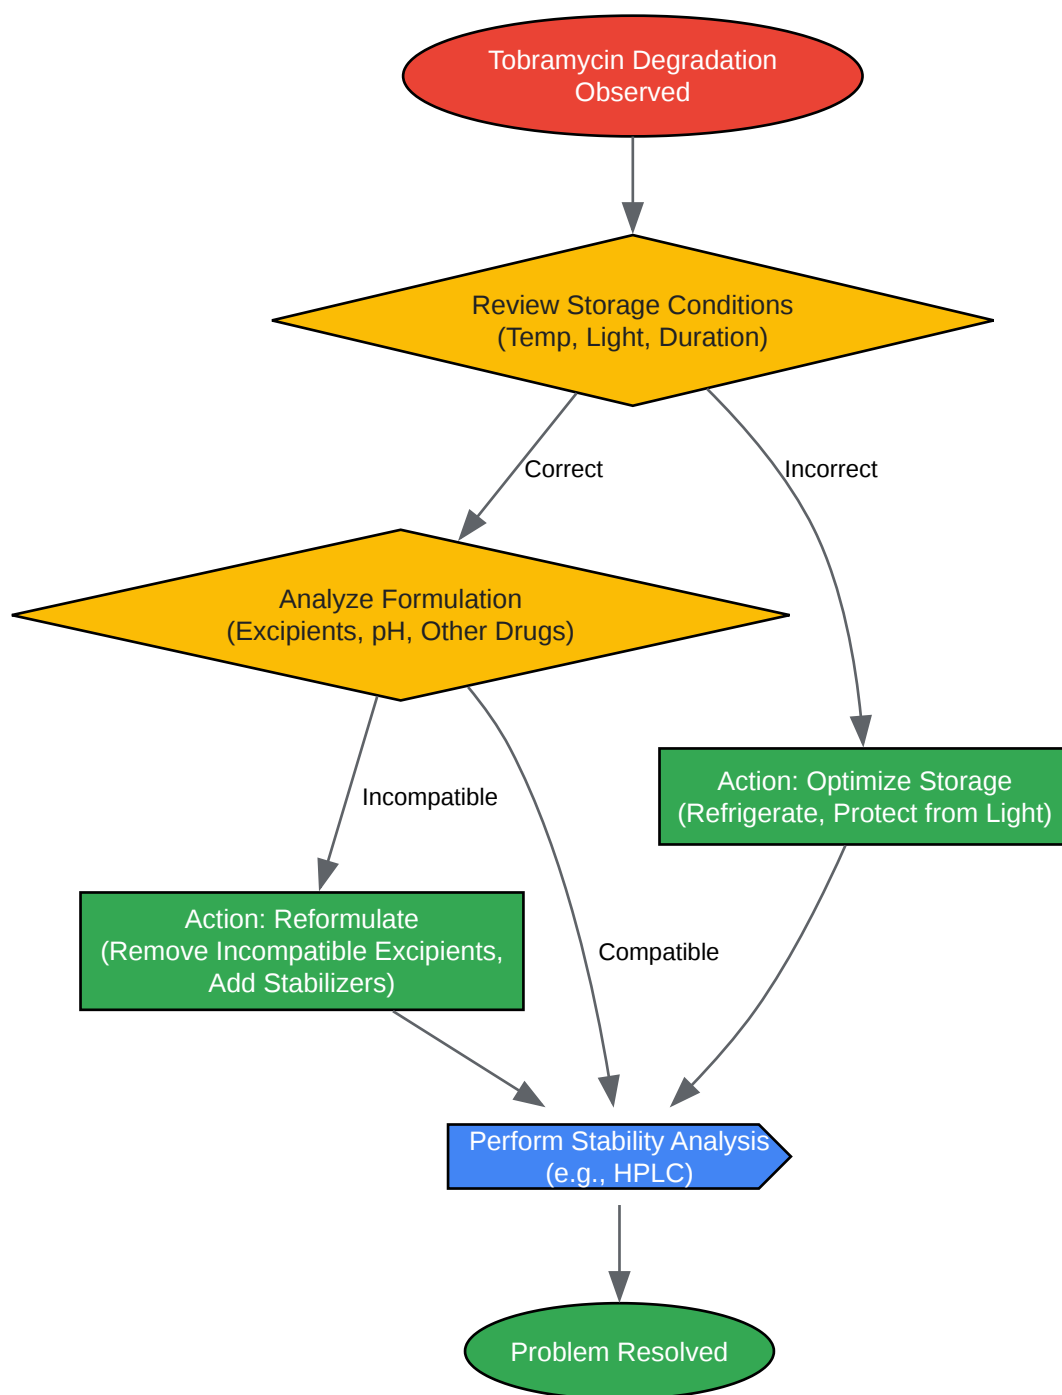 Tobramycin Degradation
Observed
Review Storage Conditions
(Temp, Light, Duration)
Correct
Incorrect
Analyze Formulation
(Excipients, pH, Other Drugs)
Action: Optimize Storage
(Refrigerate, Protect from Light)
Incompatible
Action: Reformulate
(Remove Incompatible Excipients,
Add Stabilizers)
Compatible
Perform Stability Analysis
(e.g., HPLC)
Problem Resolved